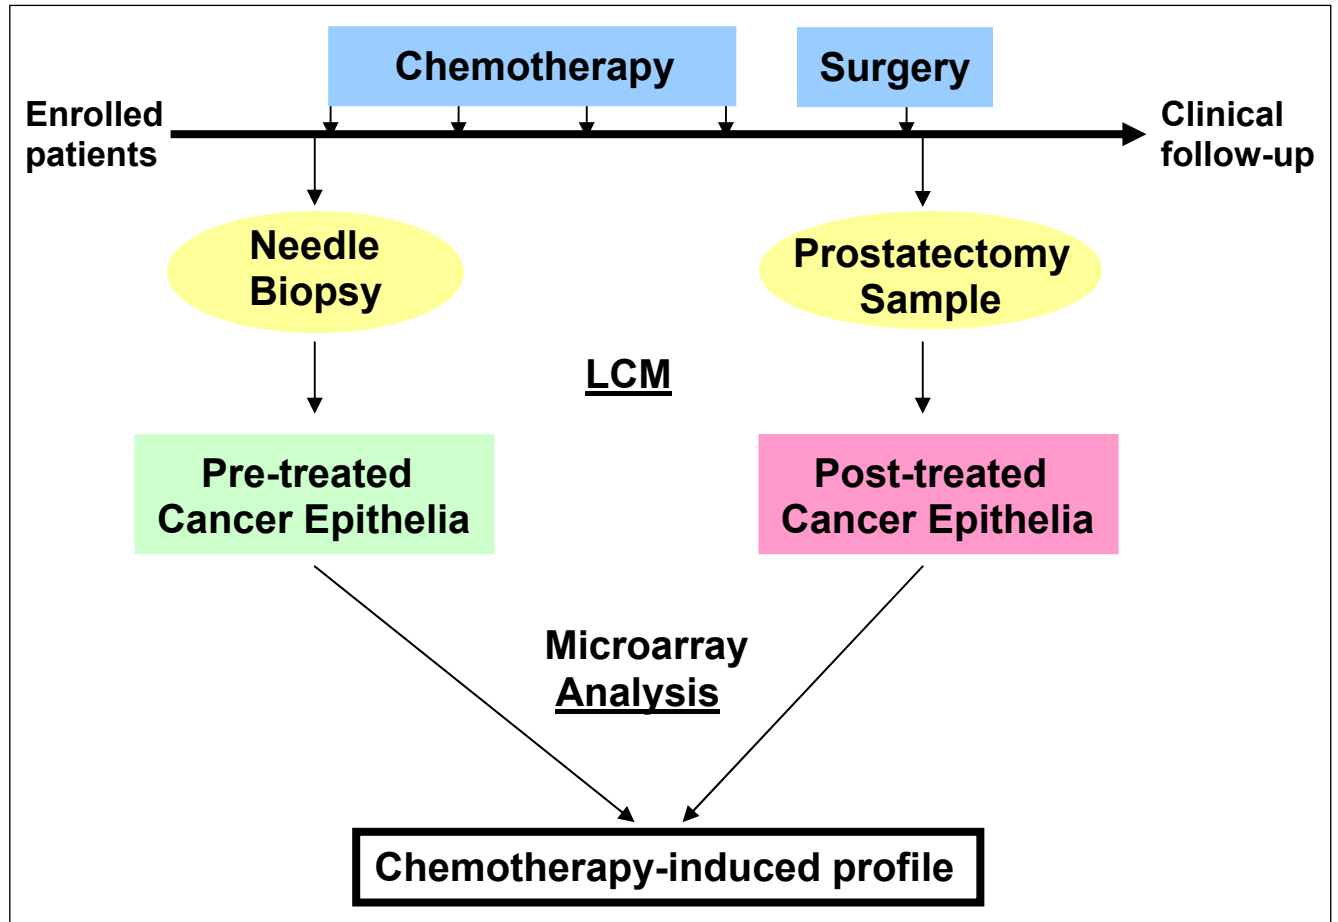 Chemotherapy
Surgery
Enrolled
patients
Clinical
follow-up
Needle
Biopsy
Prostatectomy
Sample
LCM
Pre-treated
Cancer Epithelia
Post-treated
Cancer Epithelia
Microarray
Analysis
Chemotherapy-induced profile